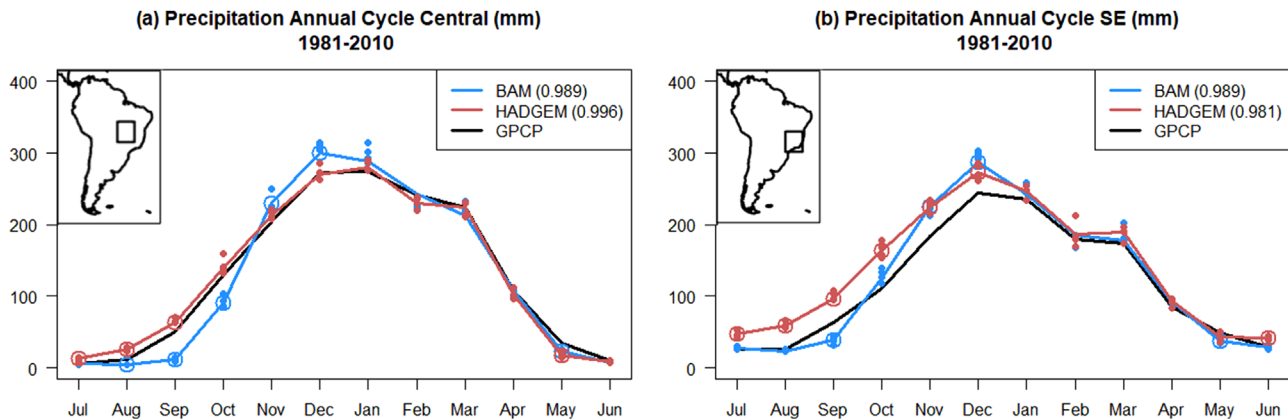 (a) Precipitation Annual Cycle Central (mm)
1981-2010
400
300
200
100
0
BAM (0.989)
HADGEM (0.996)
GPCP
Jul Aug Sep Oct Nov Dec Jan Feb Mar Apr May Jun
(b) Precipitation Annual Cycle SE (mm)
1981-2010
400
300
200
100
0
BAM (0.989)
HADGEM (0.981)
GPCP
Jul Aug Sep Oct Nov Dec Jan Feb Mar Apr May Jun